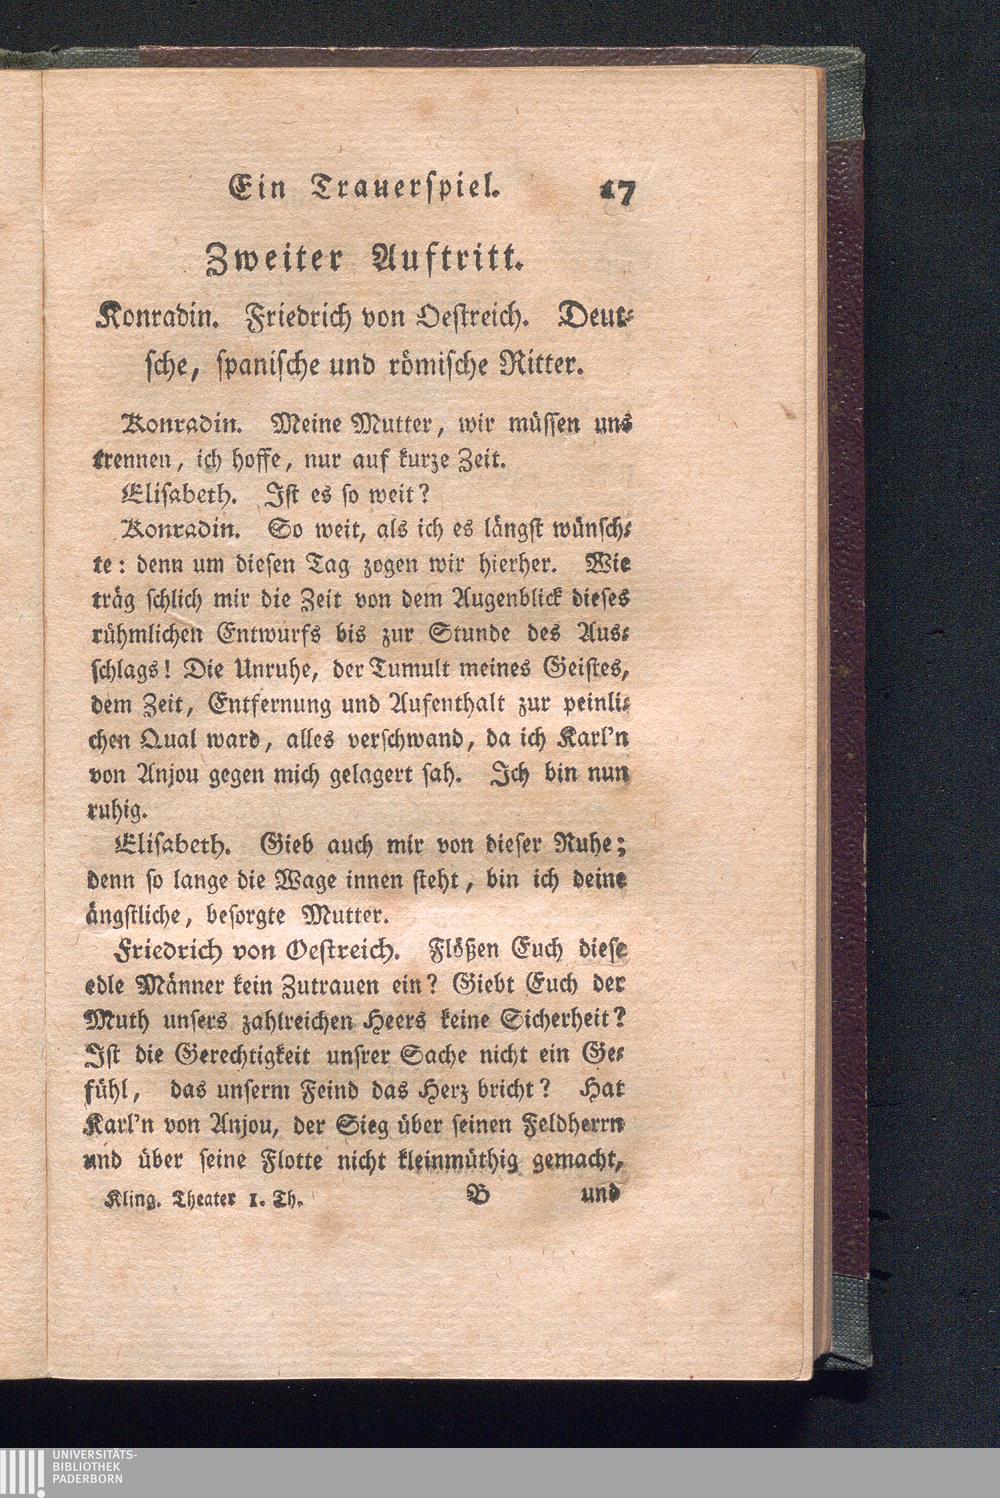 Ein Trauerspiel. 17
Zweiter Auftritt.
Konradin. Friedrich von Oestreich. Deut-
sche, spanische und römische Ritter.
Konradin. Meine Mutter, wir müssen uns
trennen, ich hoffe, nur auf kurze Zeit.
Elisabeth. Ist es so weit?
Konradin. So weit, als ich es längst wünsch-
te: denn um diesen Tag zogen wir hierher. Wie
träg schlich mir die Zeit von dem Augenblick dieses
rühmlichen Entwurfs bis zur Stunde des Aus-
schlags! Die Unruhe, der Tumult meines Geistes,
dem Zeit, Entfernung und Aufenthalt zur peinli-
chen Qual ward, alles verschwand, da ich Karl'n
von Anjou gegen mich gelagert sah. Ich bin nun
ruhig.
Elisabeth. Gieb auch mir von dieser Ruhe;
denn so lange die Wage innen steht, bin ich deine
ängstliche, besorgte Mutter.
Friedrich von Oestreich. Flößen Euch diese
edle Männer kein Zutrauen ein? Giebt Euch der
Muth unsers zahlreichen Heers keine Sicherheit?
Ist die Gerechtigkeit unsrer Sache nicht ein Ge-
fühl, das unserm Feind das Herz bricht? Hat
Karl'n von Anjou, der Sieg über seinen Feldherrn
und über seine Flotte nicht kleinmüthig gemacht,
Kling. Theater 1. Th. B und
UNIVERSITÄTS-
BIBLIOTHEK
PADERBORN